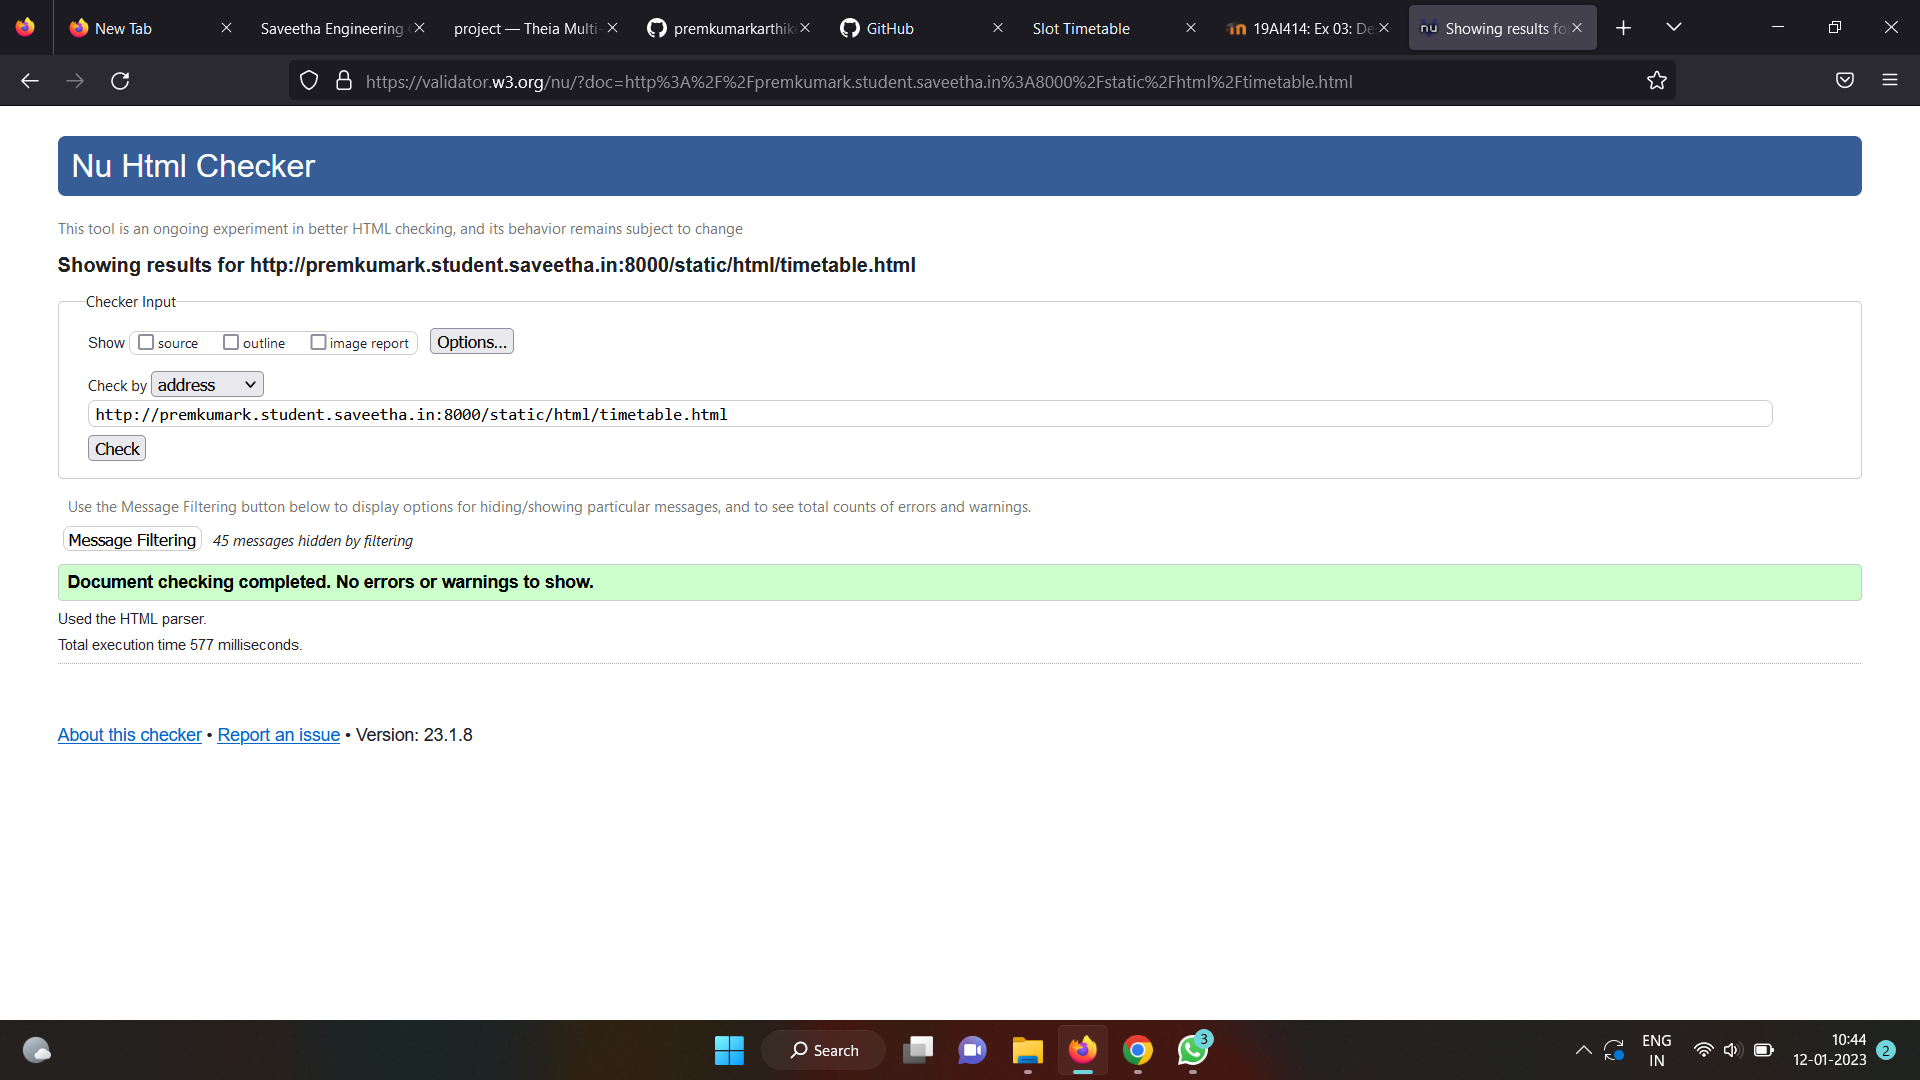 New Tab
Saveetha Engineering
project — Theia Multi-
premkumarkarthike
GitHub
Slot Timetable
19AI414: Ex 03: De
nu Showing results fo
https://validator.w3.org/nu/?doc=http%3A%2F%2Fpremkumark.student.saveetha.in%3A8000%2Fstatic%2Fhtml%2Ftimetable.html
Nu Html Checker
This tool is an ongoing experiment in better HTML checking, and its behavior remains subject to change
Showing results for http://premkumark.student.saveetha.in:8000/static/html/timetable.html
Checker Input
Show source outline image report Options...
Check by address
http://premkumark.student.saveetha.in:8000/static/html/timetable.html
Check
Use the Message Filtering button below to display options for hiding/showing particular messages, and to see total counts of errors and warnings.
Message Filtering 45 messages hidden by filtering
Document checking completed. No errors or warnings to show.
Used the HTML parser.
Total execution time 577 milliseconds.
About this checker • Report an issue • Version: 23.1.8
Search
3
ENG
IN
10:44
12-01-2023
2